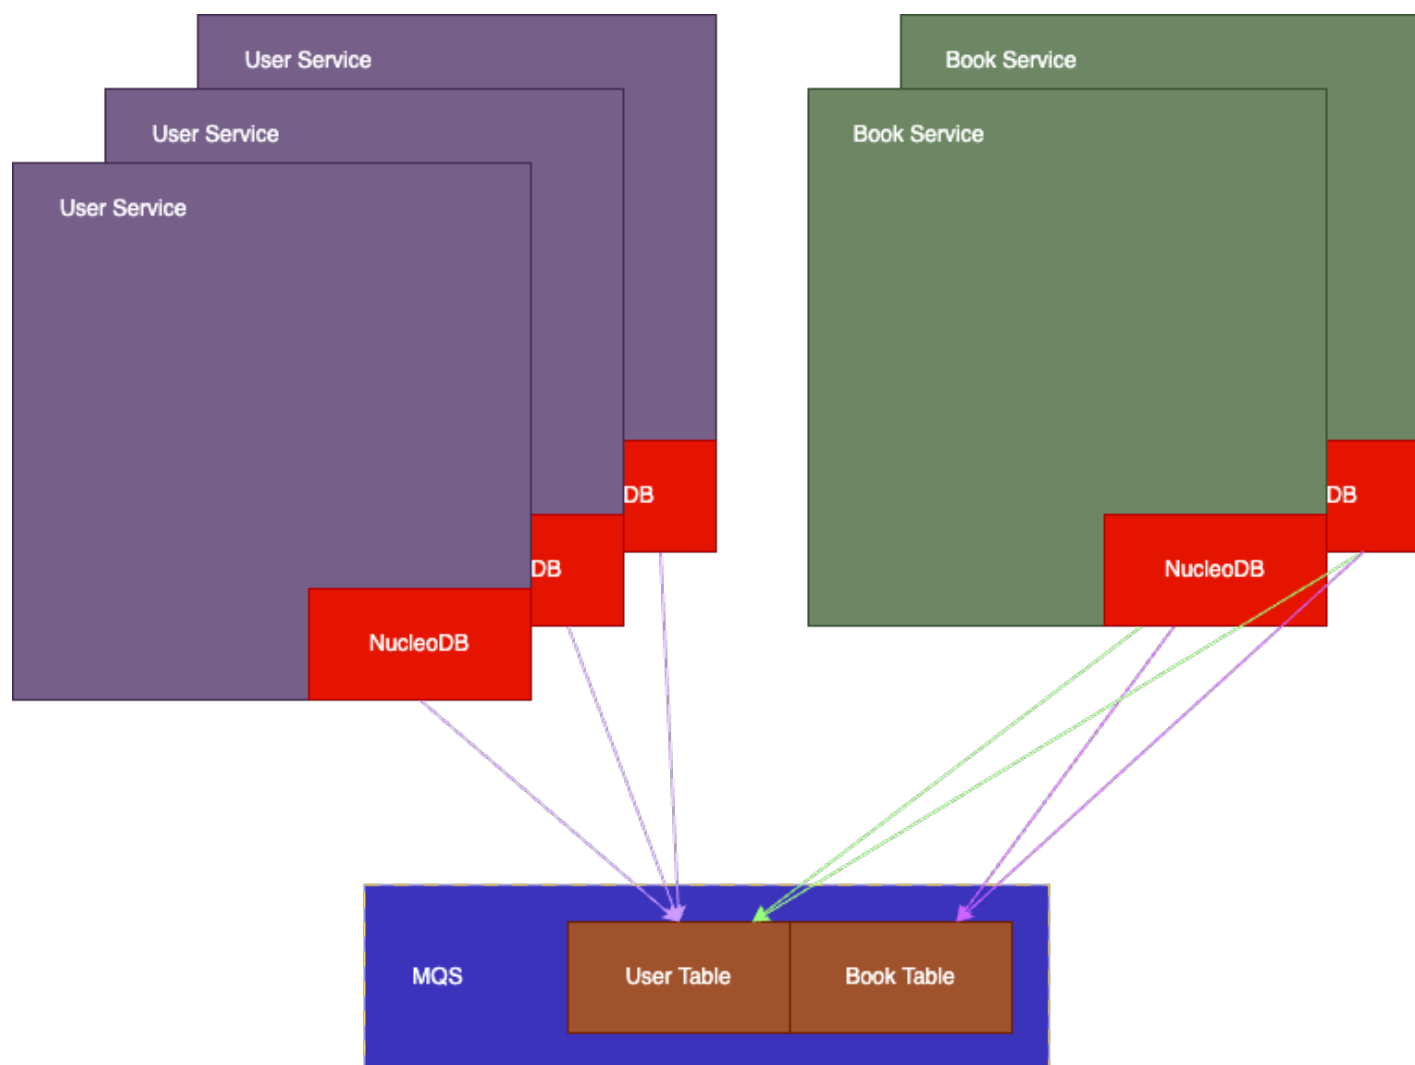 User Service
Book Service
User Service
Book Service
User Service
DB
DB
DB
NucleoDB
NucleoDB
MQS
User Table
Book Table